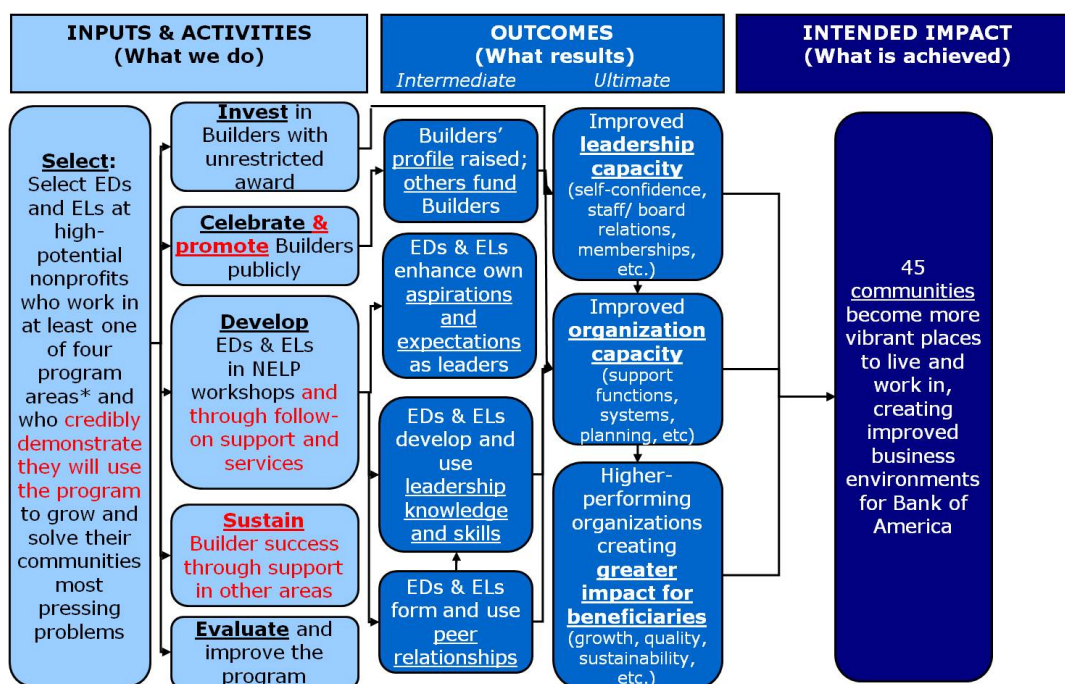 INPUTS & ACTIVITIES
(What we do)
OUTCOMES
(What results)
Intermediate
Ultimate
INTENDED IMPACT
(What is achieved)
Select:
Select EDs
and ELs at
high-
potential
nonprofits
who work in
at least one
of four
program
areas* and
who credibly
demonstrate
they will use
the program
to grow and
solve their
communities
most
pressing
problems
Invest in
Builders with
unrestricted
award
Celebrate &
promote Builders
publicly
Develop
EDs & ELs
in NELP
workshops and
through follow-
on support and
services
Sustain
Builder success
through support
in other areas
Evaluate and
improve the
program
Builders'
profile raised;
others fund
Builders
EDs & ELs
enhance own
aspirations
and
expectations
as leaders
EDs & ELs
develop and
use
leadership
knowledge
and skills
EDs & ELs
form and use
peer
relationships
Improved
leadership
capacity
(self-confidence,
staff/ board
relations,
memberships,
etc.)
Improved
organization
capacity
(support
functions,
systems,
planning, etc)
Higher-
performing
organizations
creating
greater
impact for
beneficiaries
(growth, quality,
sustainability,
etc.)
45
communities
become more
vibrant places
to live and
work in,
creating
improved
business
environments
for Bank of
America